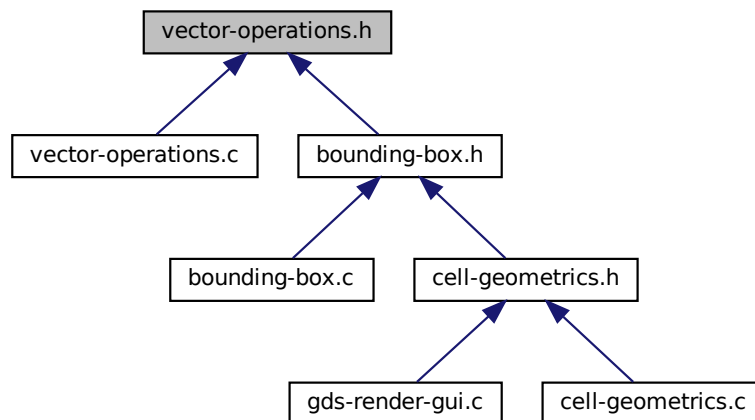 vector-operations.h
vector-operations.c
bounding-box.h
bounding-box.c
cell-geometrics.h
gds-render-gui.c
cell-geometrics.c